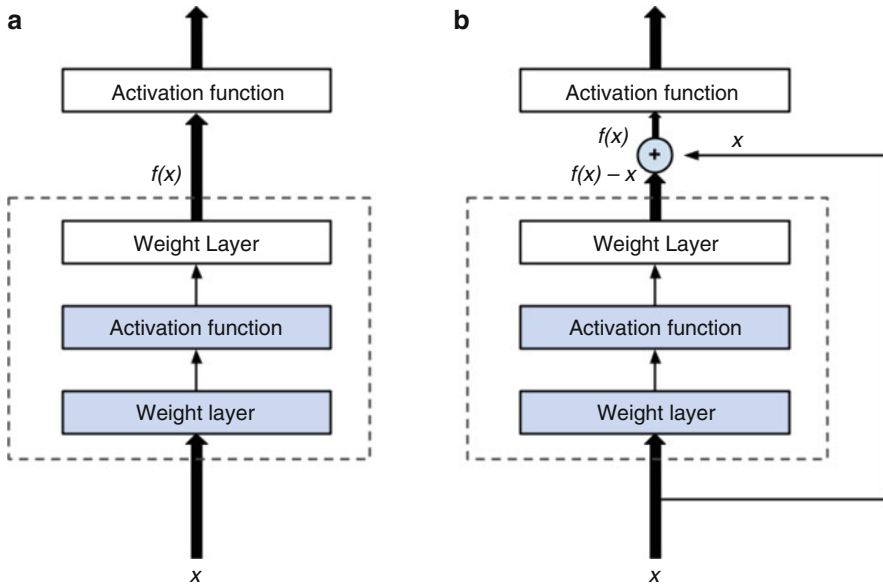 a
Activation function
f(x)
Weight Layer
Activation function
Weight layer
x
b
Activation function
f(x)
x
+
f(x) – x
Weight Layer
Activation function
Weight layer
x